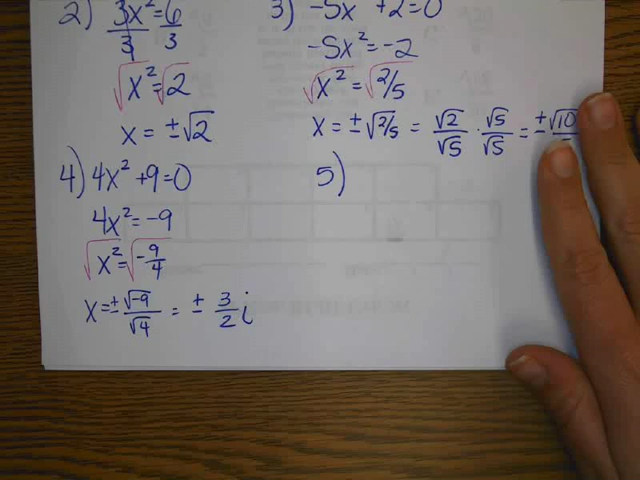 2) 3x²=6
3 3
√x² = √2
x = ±√2
3) -5x² +2=0
-5x² = -2
√x² = √2/5
x = ±√2/5 = √2/√5 · √5/√5 = ±√10
4) 4x² +9=0
4x² = -9
√x² = √-9/4
x = ±√-9/√4 = ± 3/2 i
5)